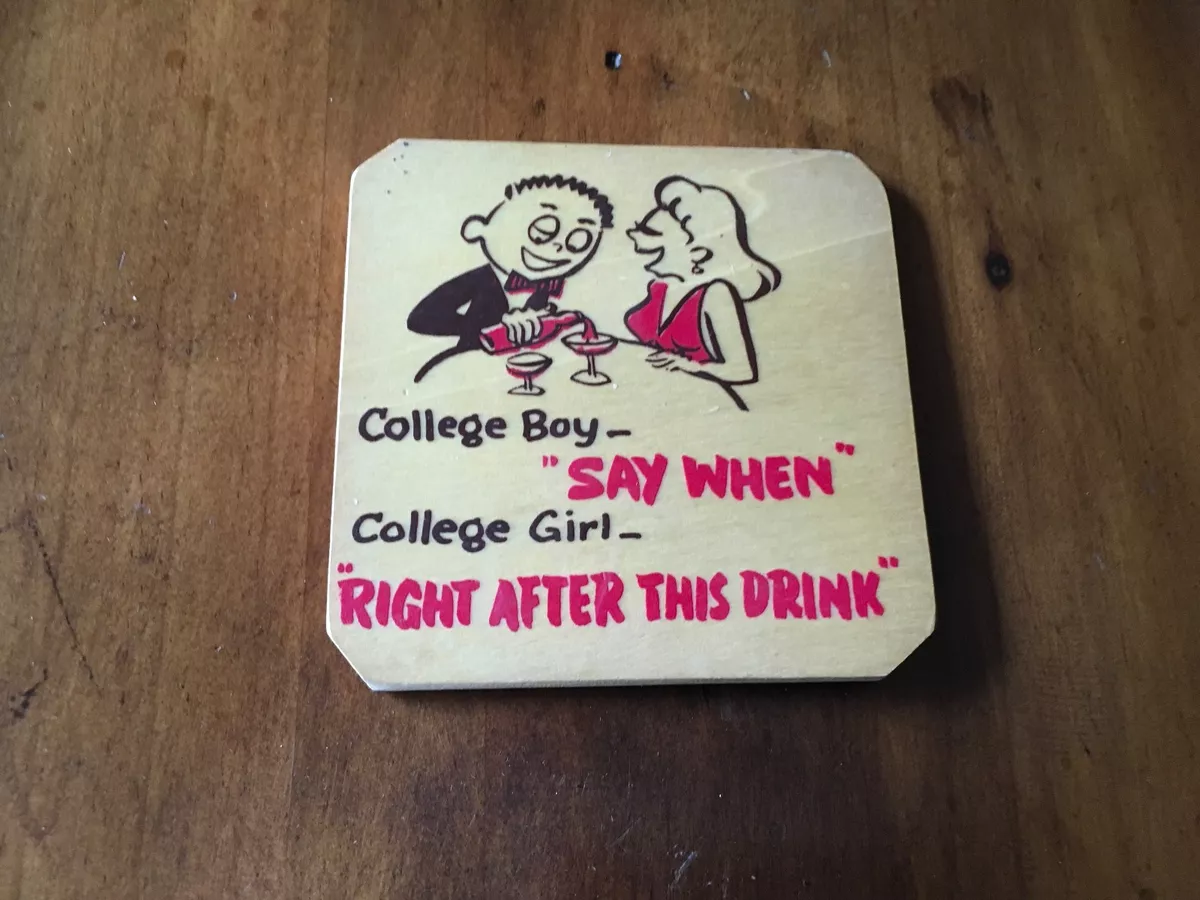 College Boy-
"SAY WHEN"
College Girl-
"RIGHT AFTER THIS DRINK"